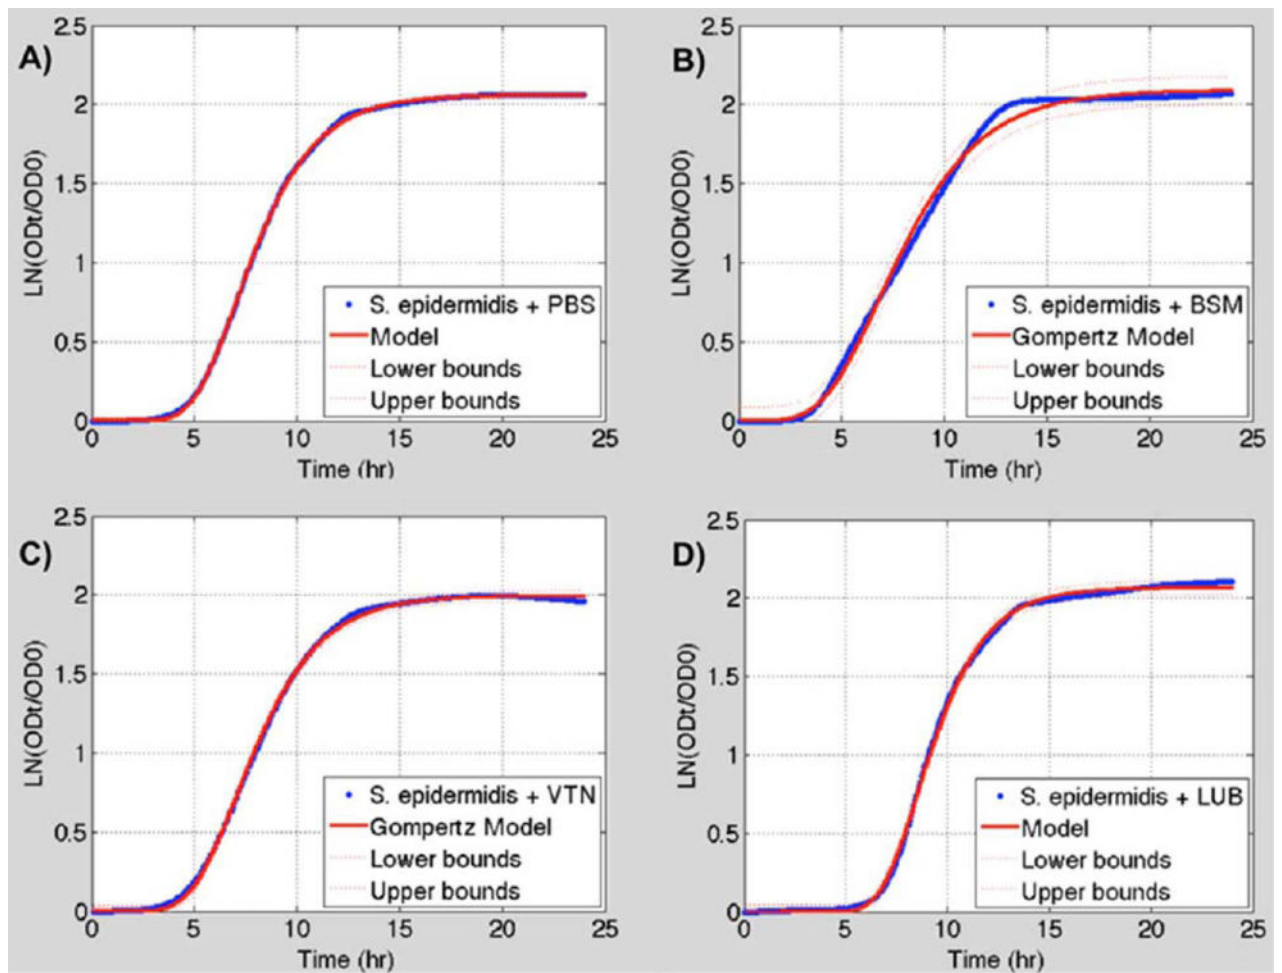 A)
2.5
2
1.5
1
0.5
0
LN(ODt/OD0)
S. epidermidis + PBS
Model
Lower bounds
Upper bounds
0 5 10 15 20 25
Time (hr)
B)
2.5
2
1.5
1
0.5
0
LN(ODt/OD0)
S. epidermidis + BSM
Gompertz Model
Lower bounds
Upper bounds
0 5 10 15 20 25
Time (hr)
C)
2.5
2
1.5
1
0.5
0
LN(ODt/OD0)
S. epidermidis + VTN
Gompertz Model
Lower bounds
Upper bounds
0 5 10 15 20 25
Time (hr)
D)
2.5
2
1.5
1
0.5
0
LN(ODt/OD0)
S. epidermidis + LUB
Model
Lower bounds
Upper bounds
0 5 10 15 20 25
Time (hr)